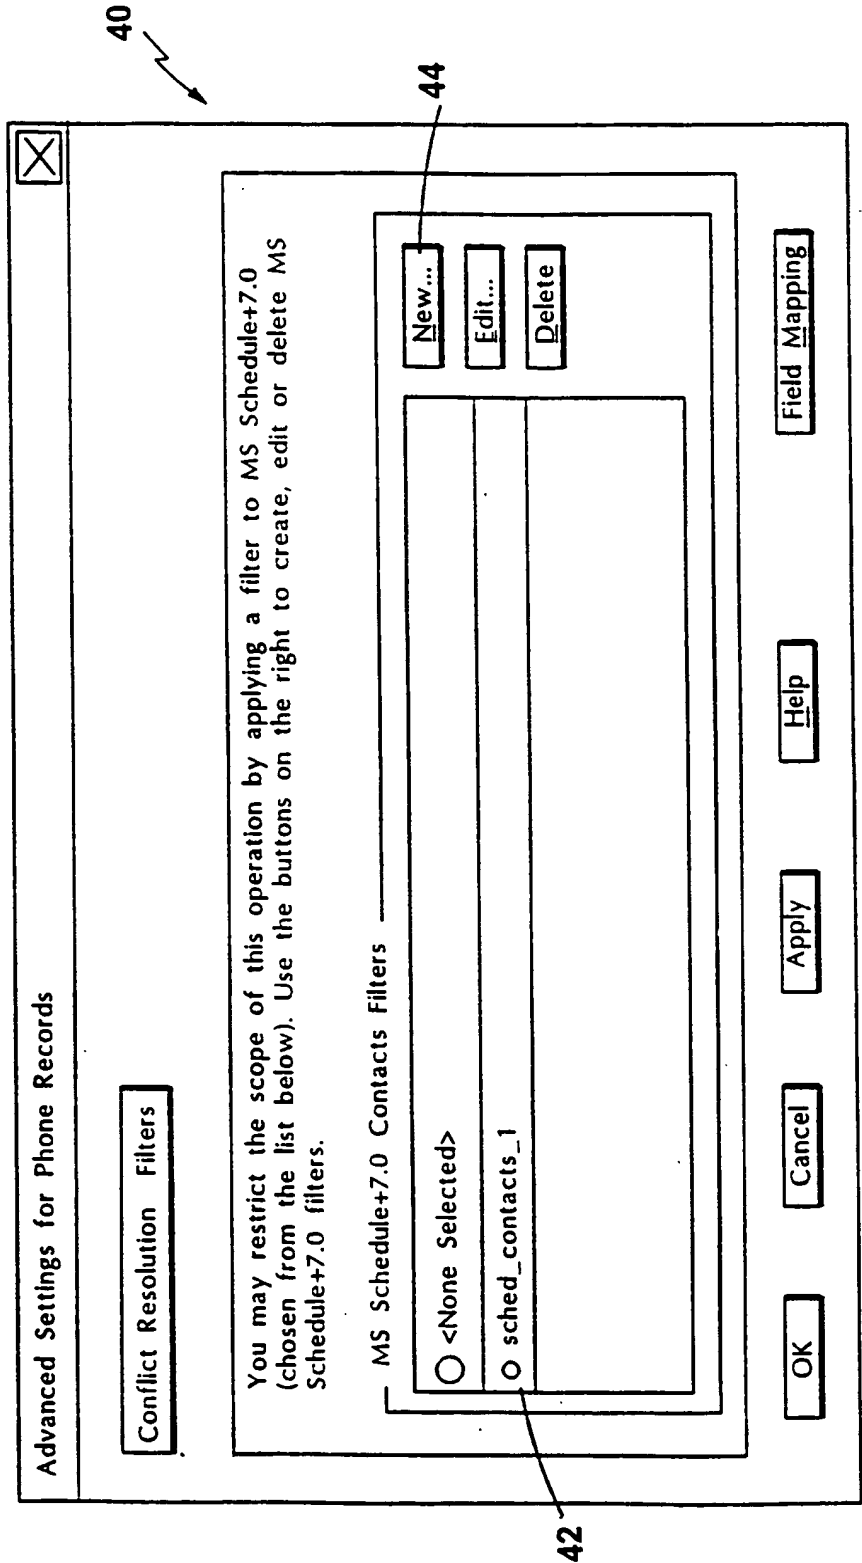 40
Advanced Settings for Phone Records
Conflict Resolution Filters
You may restrict the scope of this operation by applying a filter to MS Schedule+7.0
(chosen from the list below). Use the buttons on the right to create, edit or delete MS
Schedule+7.0 filters.
MS Schedule+7.0 Contacts Filters
44
<None Selected>
New...
sched_contacts_1
Edit...
Delete
42
OK
Cancel
Apply
Help
Field Mapping